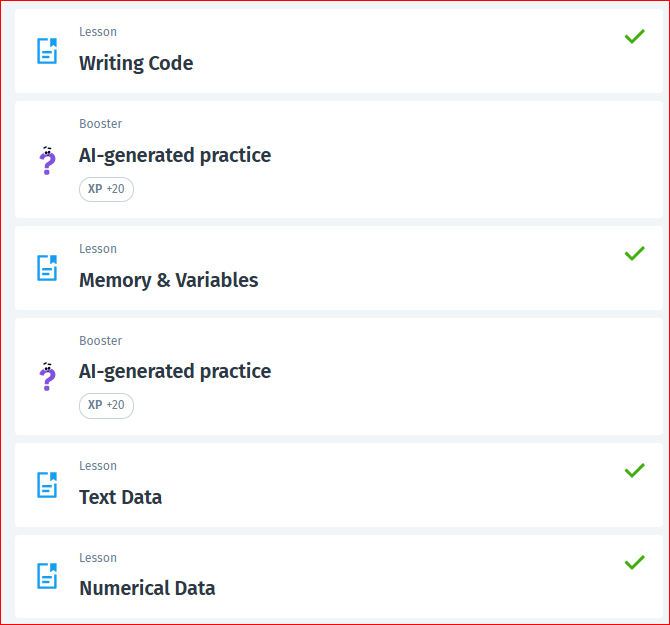 Lesson
Writing Code
Booster
AI-generated practice
XP +20
Lesson
Memory & Variables
Booster
AI-generated practice
XP +20
Lesson
Text Data
Lesson
Numerical Data